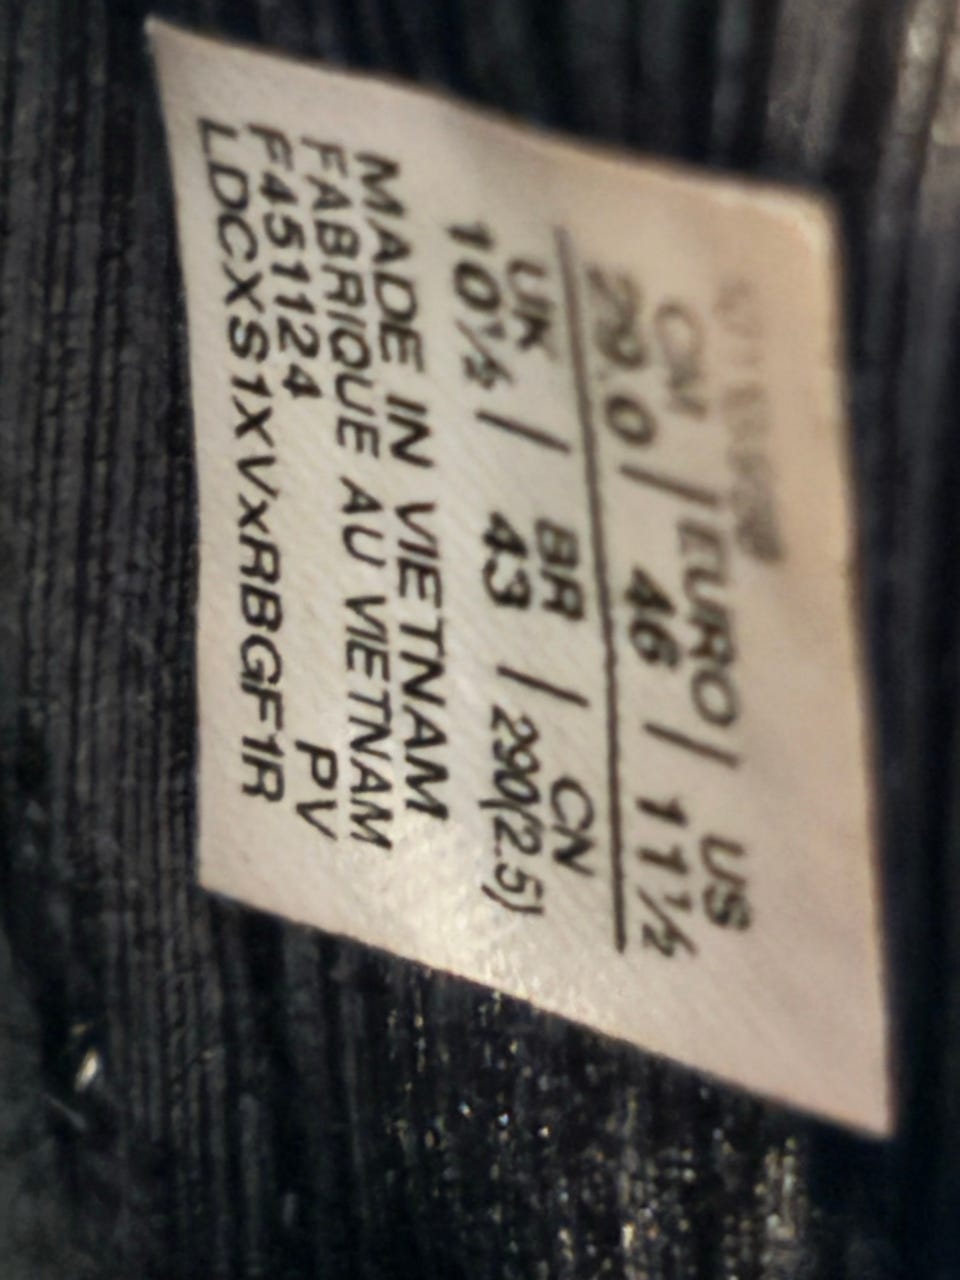 CM / EURO / US
29.0 / 46 / 11½
UK / BR / CN
10½ / 43 / 290(2.5)
MADE IN VIETNAM
FABRIQUE AU VIETNAM
F451124 PV
LDCXS1XVXRBGF1R